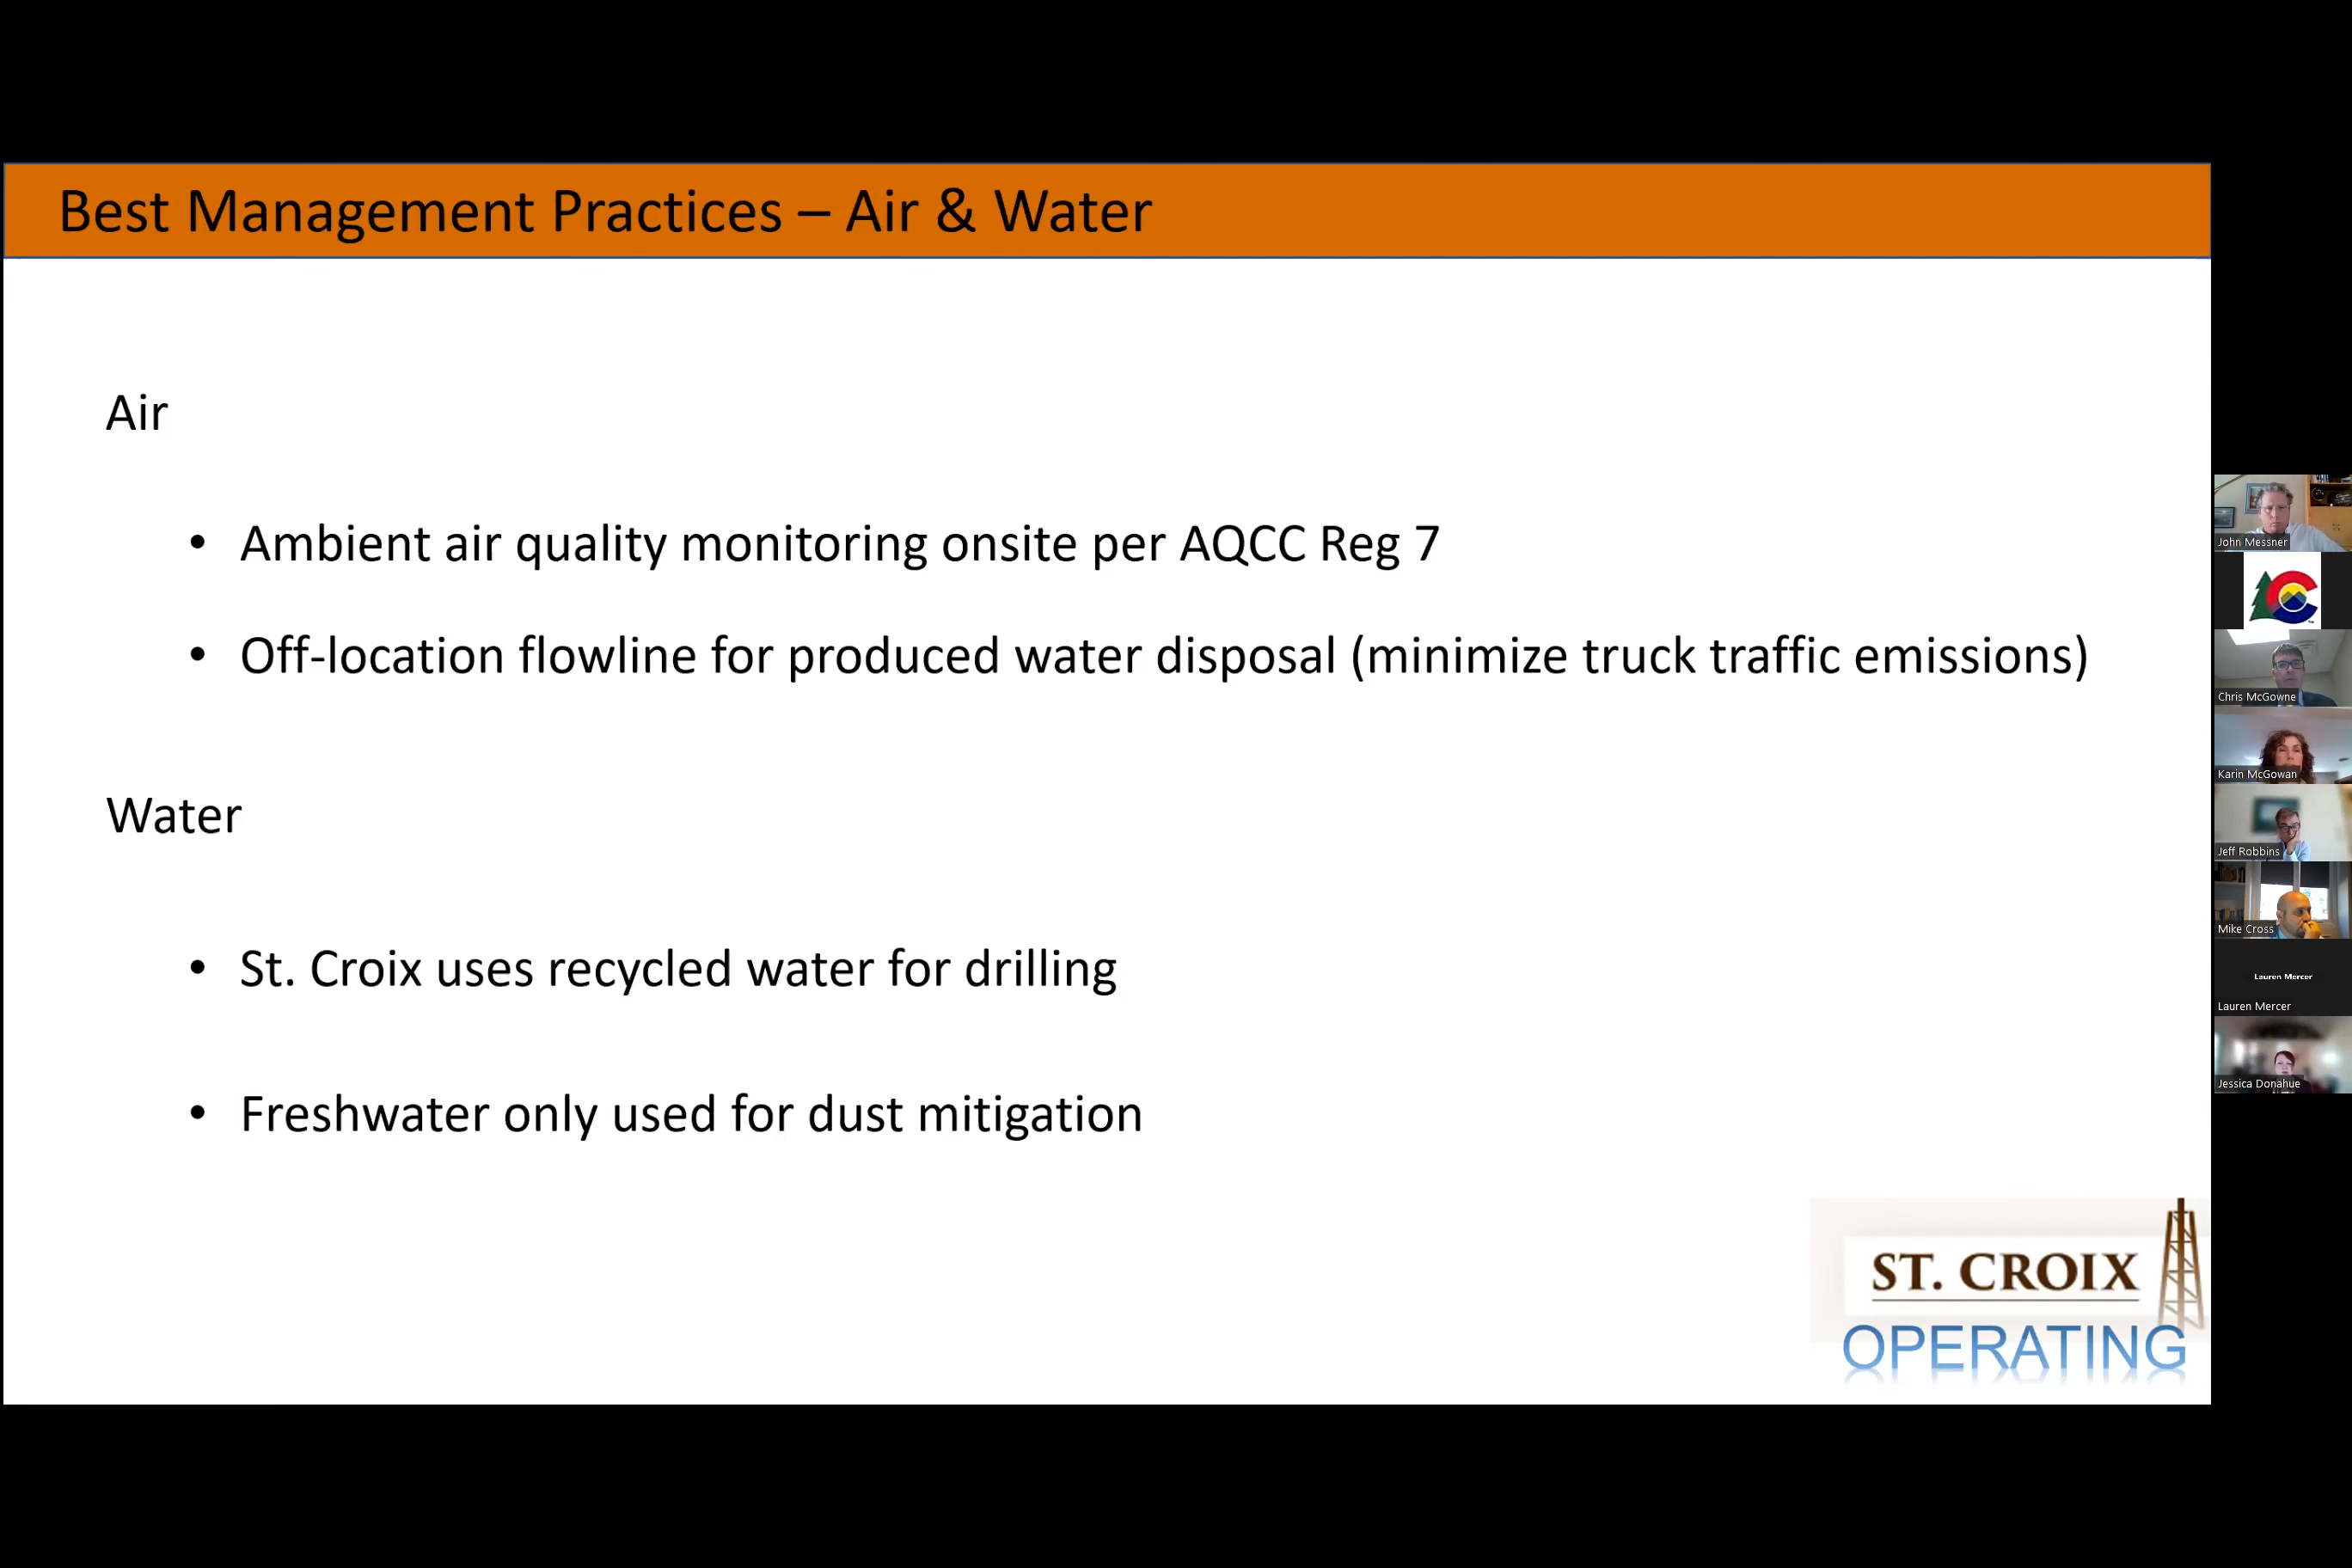 Best Management Practices – Air & Water
Air
• Ambient air quality monitoring onsite per AQCC Reg 7
• Off-location flowline for produced water disposal (minimize truck traffic emissions)
Water
• St. Croix uses recycled water for drilling
• Freshwater only used for dust mitigation
ST. CROIX
OPERATING
John Messner
Chris McGowne
Karin McGowan
Jeff Robbins
Mike Cross
Lauren Mercer
Lauren Mercer
Jessica Donahue